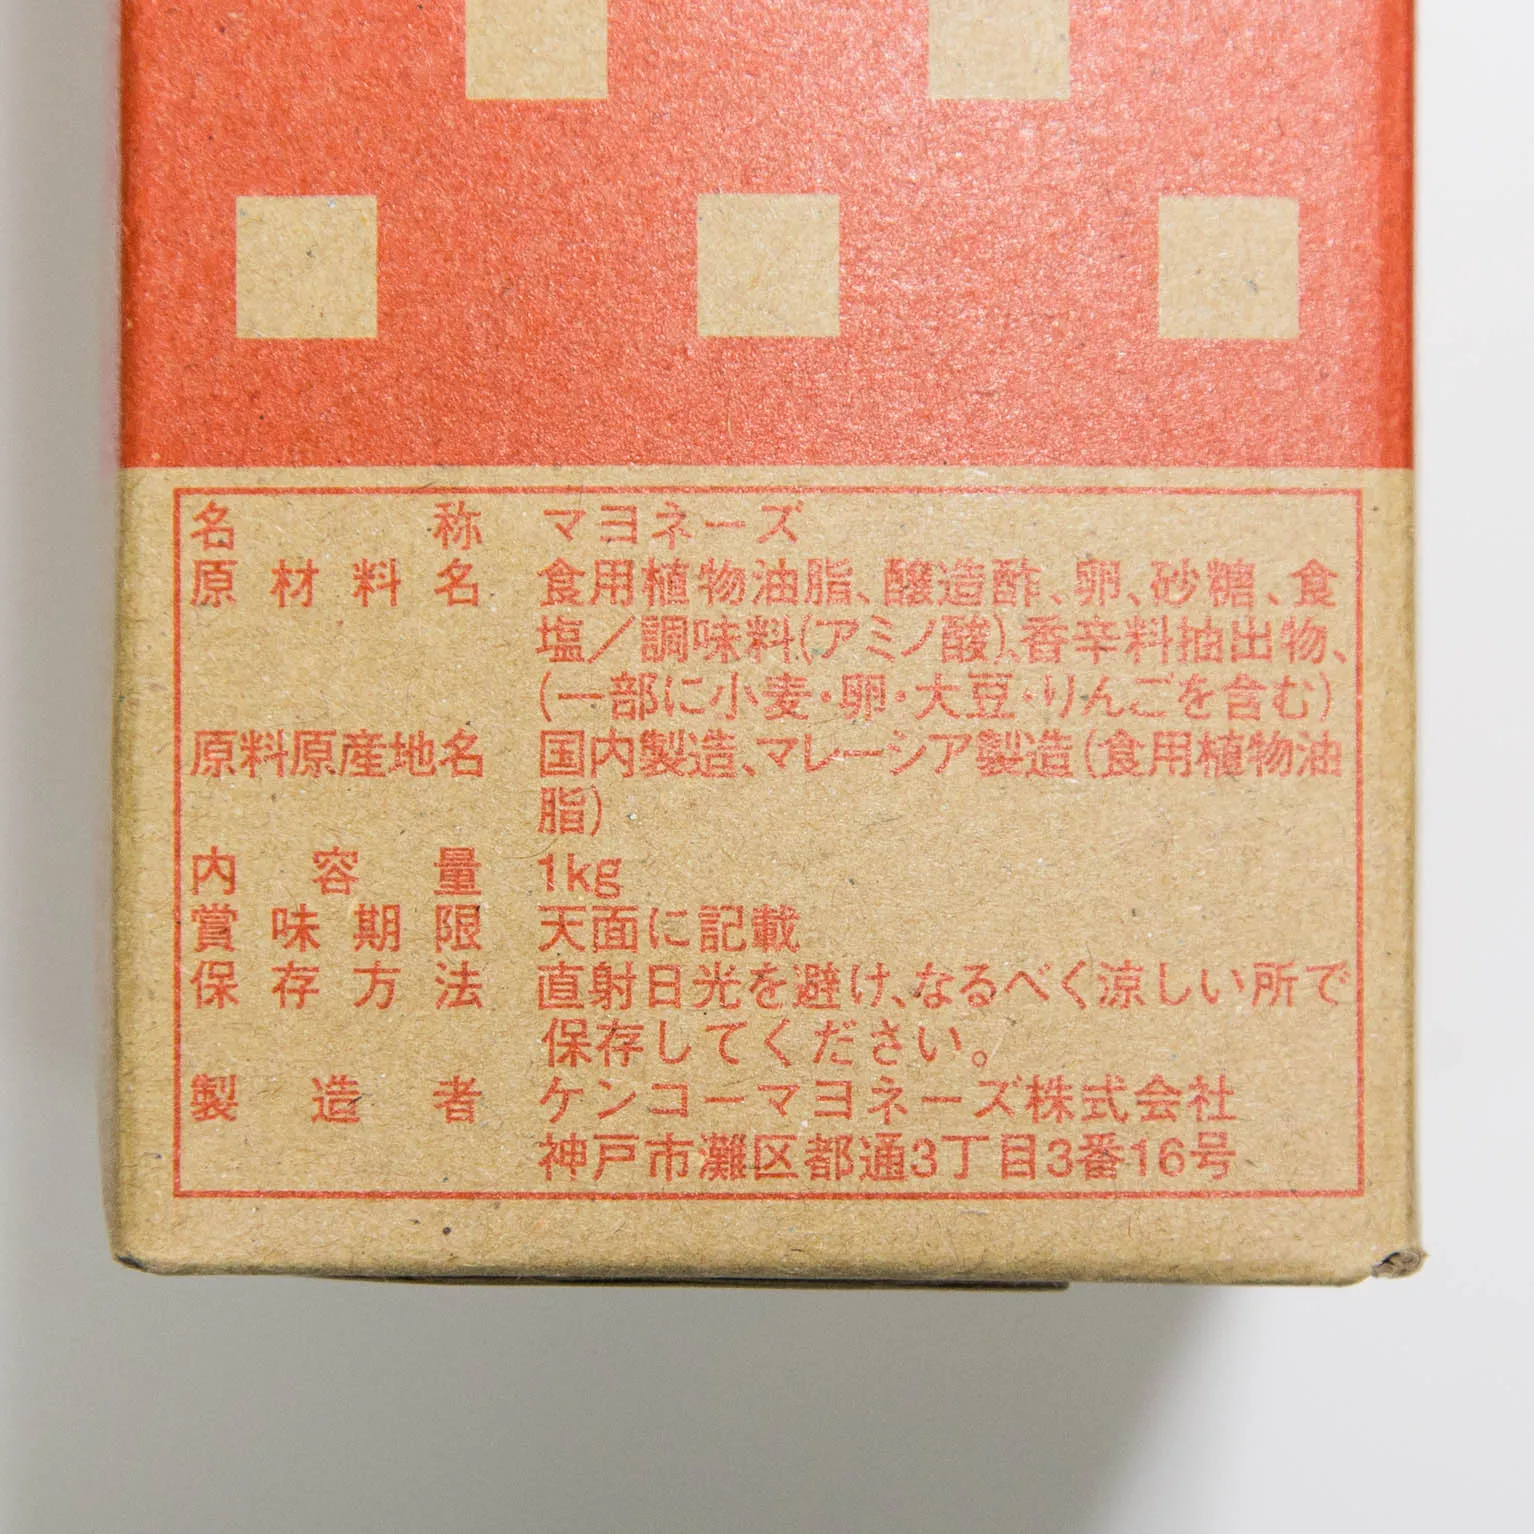 名称 マヨネーズ
原材料名 食用植物油脂、醸造酢、卵、砂糖、食
塩／調味料(アミノ酸)、香辛料抽出物、
(一部に小麦・卵・大豆・りんごを含む)
原料原産地名 国内製造、マレーシア製造(食用植物油
脂)
内容量 1kg
賞味期限 天面に記載
保存方法 直射日光を避け、なるべく涼しい所で
保存してください。
製造者 ケンコーマヨネーズ株式会社
神戸市灘区都通3丁目3番16号